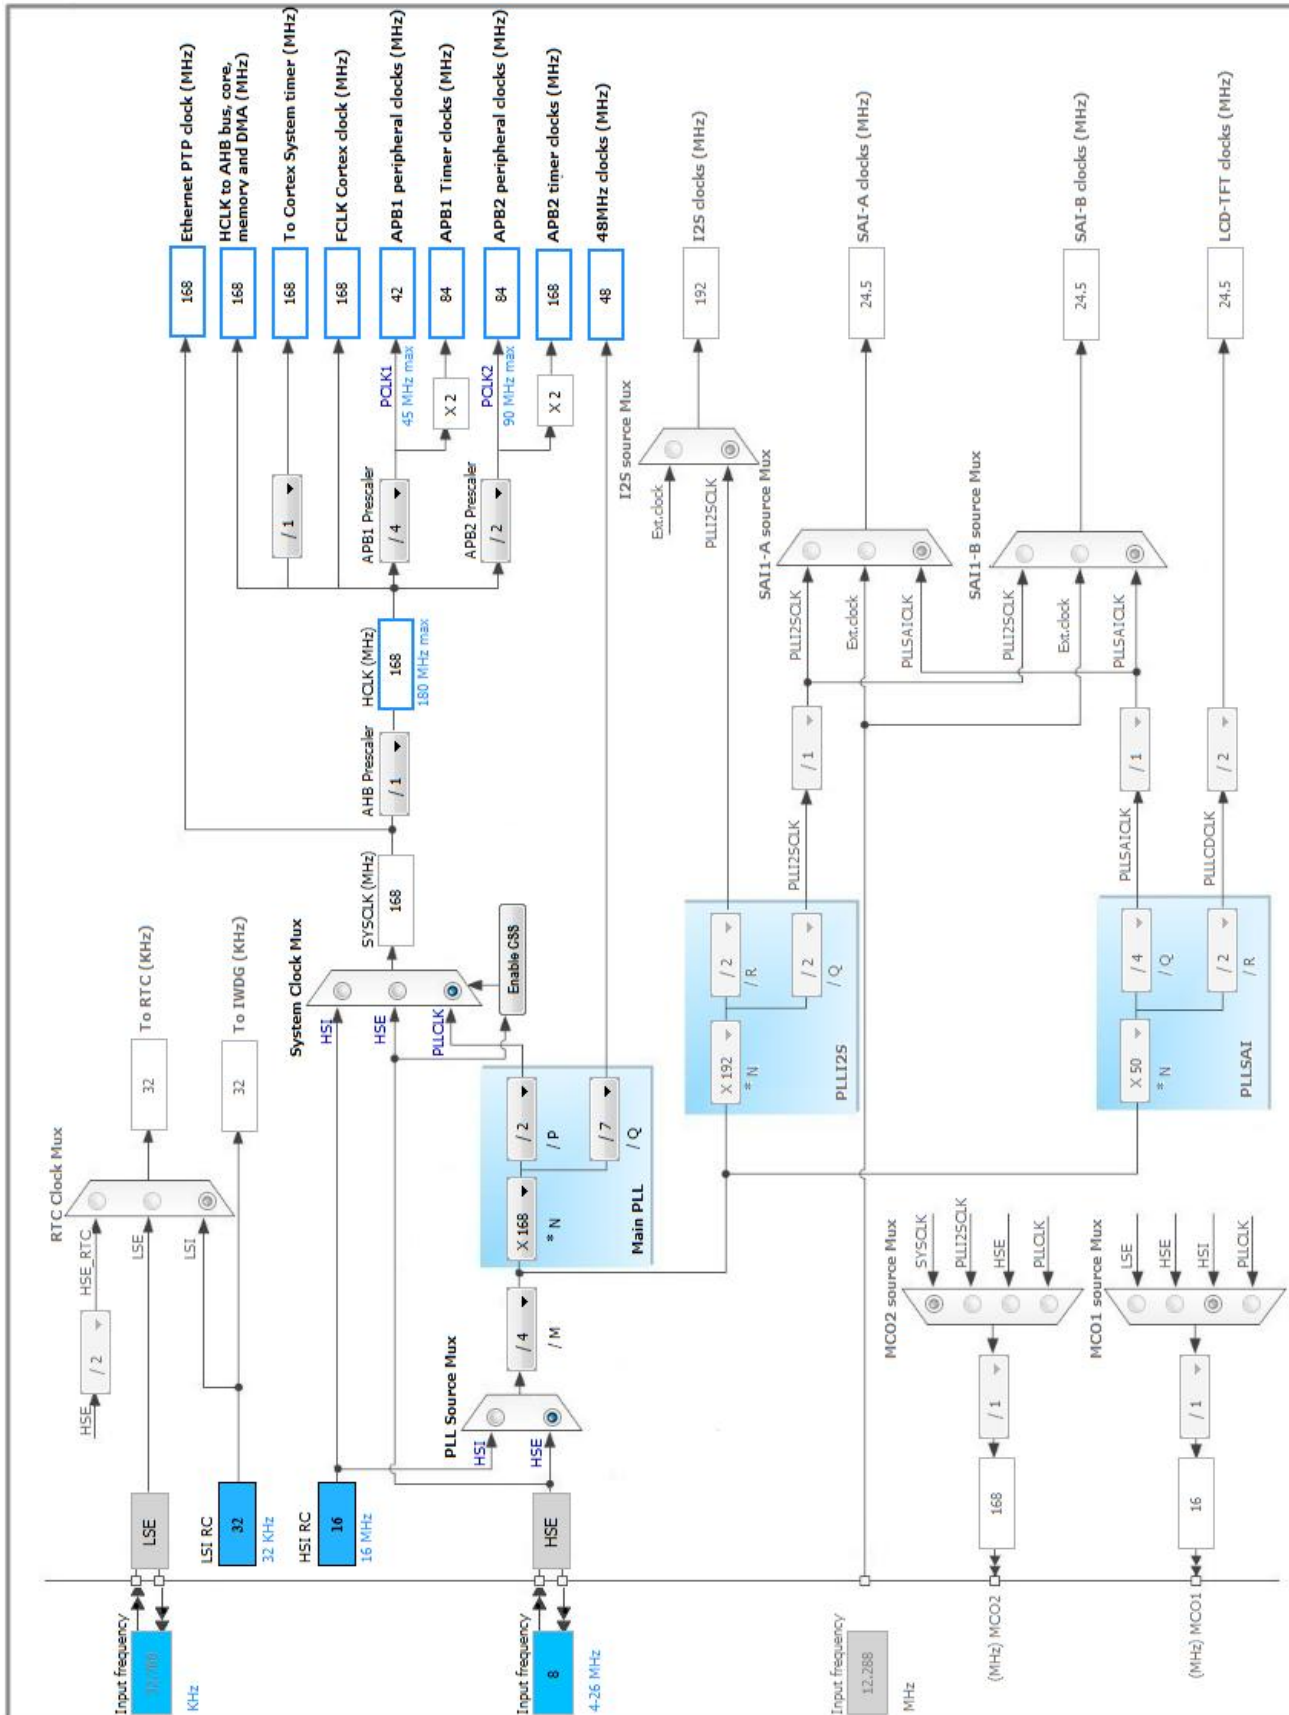 Input frequency
32.768
KHz
LSE
LSI RC
32
32 KHz
HSE
/ 2
HSE_RTC
LSE
LSI
RTC Clock Mux
32
To RTC (KHz)
32
To IWDG (KHz)
HSI RC
16
16 MHz
Input frequency
8
4-26 MHz
HSE
PLL Source Mux
HSI
HSE
/ 4
/ M
X 168
* N
/ 2
/ P
/ 7
/ Q
Main PLL
System Clock Mux
HSI
HSE
PLLCLK
Enable CSS
SYSCLK (MHz)
168
AHB Prescaler
/ 1
HCLK (MHz)
168
180 MHz max
/ 1
APB1 Prescaler
/ 4
APB2 Prescaler
/ 2
PCLK1
45 MHz max
X 2
PCLK2
90 MHz max
X 2
168
Ethernet PTP clock (MHz)
168
HCLK to AHB bus, core,
memory and DMA (MHz)
168
To Cortex System timer (MHz)
168
FCLK Cortex clock (MHz)
42
APB1 peripheral clocks (MHz)
84
APB1 Timer clocks (MHz)
84
APB2 peripheral clocks (MHz)
168
APB2 timer clocks (MHz)
48
48MHz clocks (MHz)
X 192
* N
/ 2
/ R
/ 2
/ Q
PLLI2S
PLLI2SCLK
/ 1
I2S source Mux
Ext.clock
PLLI2SCLK
192
I2S clocks (MHz)
SAI1-A source Mux
PLLI2SCLK
Ext.clock
PLLSAICLK
24.5
SAI-A clocks (MHz)
SAI1-B source Mux
PLLI2SCLK
Ext.clock
PLLSAICLK
24.5
SAI-B clocks (MHz)
X 50
* N
/ 4
/ Q
/ 2
/ R
PLLSAI
PLLSAICLK
/ 1
PLLLCDCLK
/ 2
24.5
LCD-TFT clocks (MHz)
Input frequency
12.288
MHz
(MHz) MCO2
168
/ 1
MCO2 source Mux
SYSCLK
PLLI2SCLK
HSE
PLLCLK
(MHz) MCO1
16
/ 1
MCO1 source Mux
LSE
HSE
HSI
PLLCLK